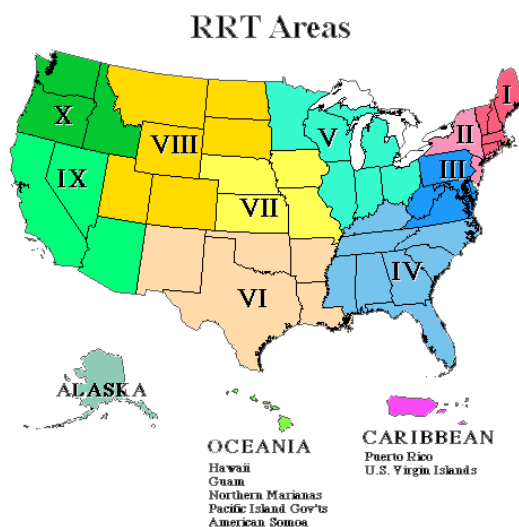 RRT Areas
I
II
III
IV
V
VI
VII
VIII
IX
X
ALASKA
OCEANIA
Hawaii
Guam
Northern Marianas
Pacific Island Gov'ts
American Somoa
CARIBBEAN
Puerto Rico
U.S. Virgin Islands